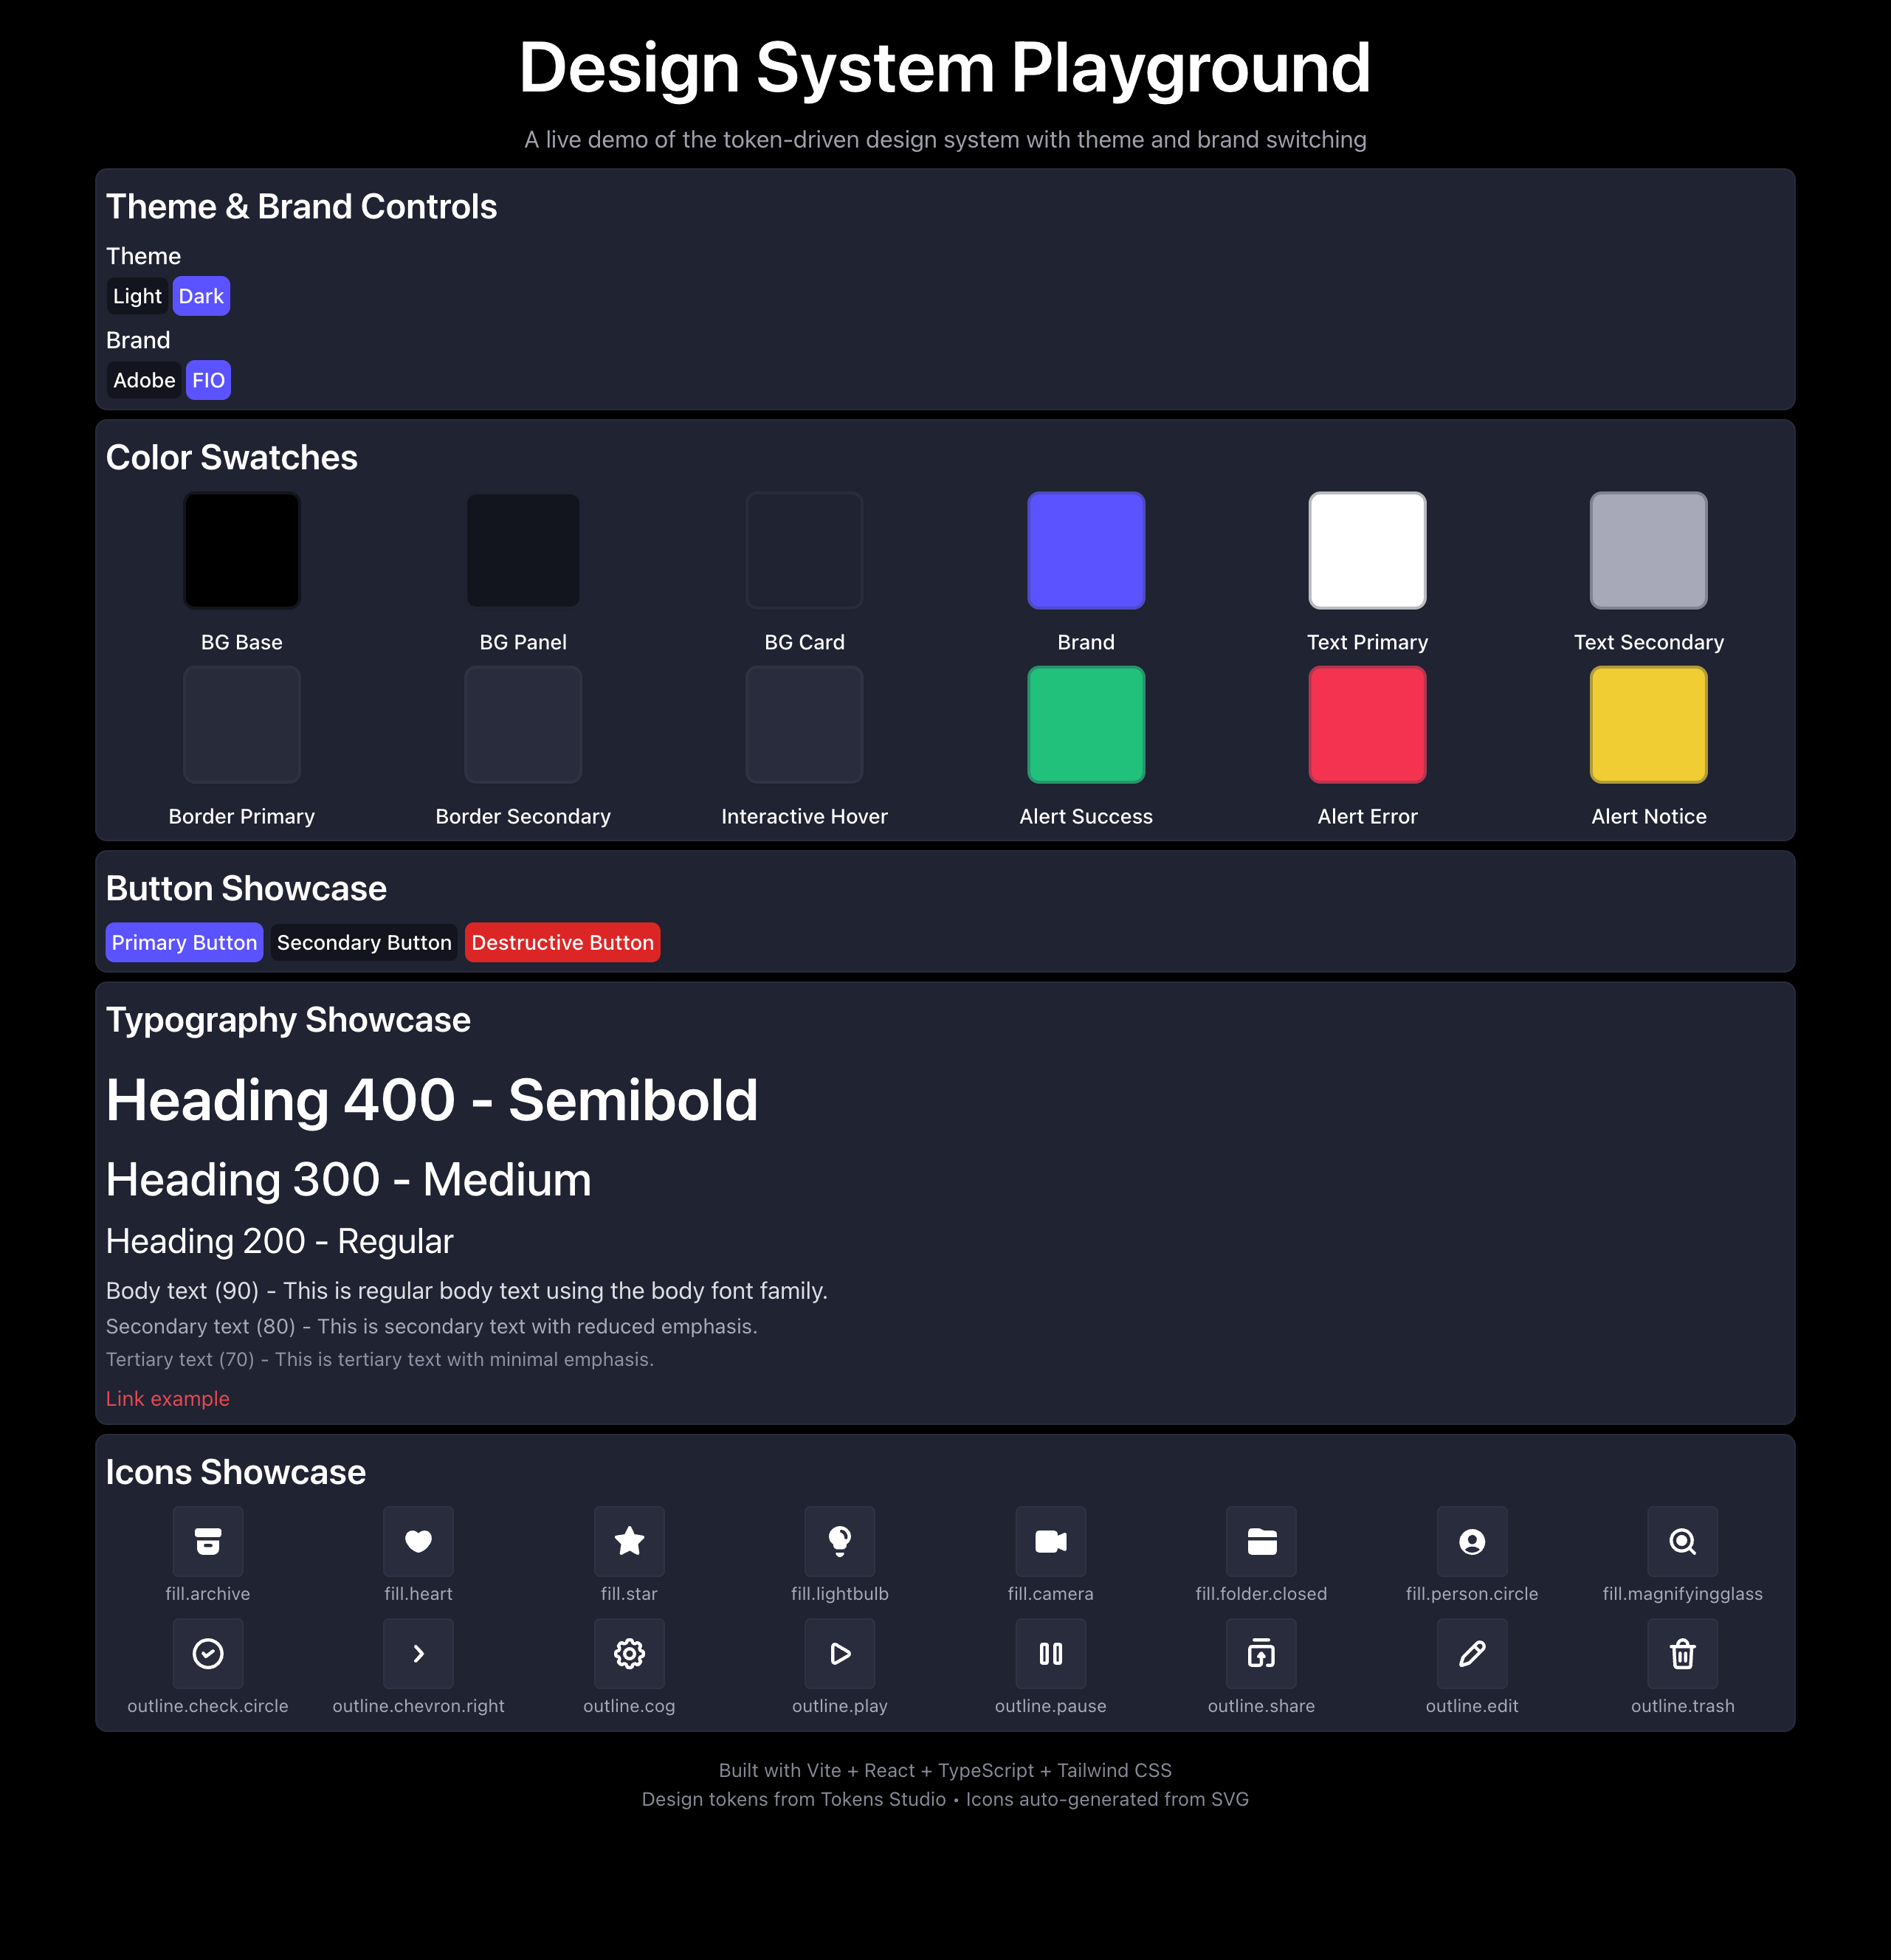 Design System Playground
A live demo of the token-driven design system with theme and brand switching
Theme & Brand Controls
Theme
Light Dark
Brand
Adobe FIO
Color Swatches
BG Base BG Panel BG Card Brand Text Primary Text Secondary
Border Primary Border Secondary Interactive Hover Alert Success Alert Error Alert Notice
Button Showcase
Primary Button Secondary Button Destructive Button
Typography Showcase
Heading 400 - Semibold
Heading 300 - Medium
Heading 200 - Regular
Body text (90) - This is regular body text using the body font family.
Secondary text (80) - This is secondary text with reduced emphasis.
Tertiary text (70) - This is tertiary text with minimal emphasis.
Link example
Icons Showcase
fill.archive fill.heart fill.star fill.lightbulb fill.camera fill.folder.closed fill.person.circle fill.magnifyingglass
outline.check.circle outline.chevron.right outline.cog outline.play outline.pause outline.share outline.edit outline.trash
Built with Vite + React + TypeScript + Tailwind CSS
Design tokens from Tokens Studio • Icons auto-generated from SVG